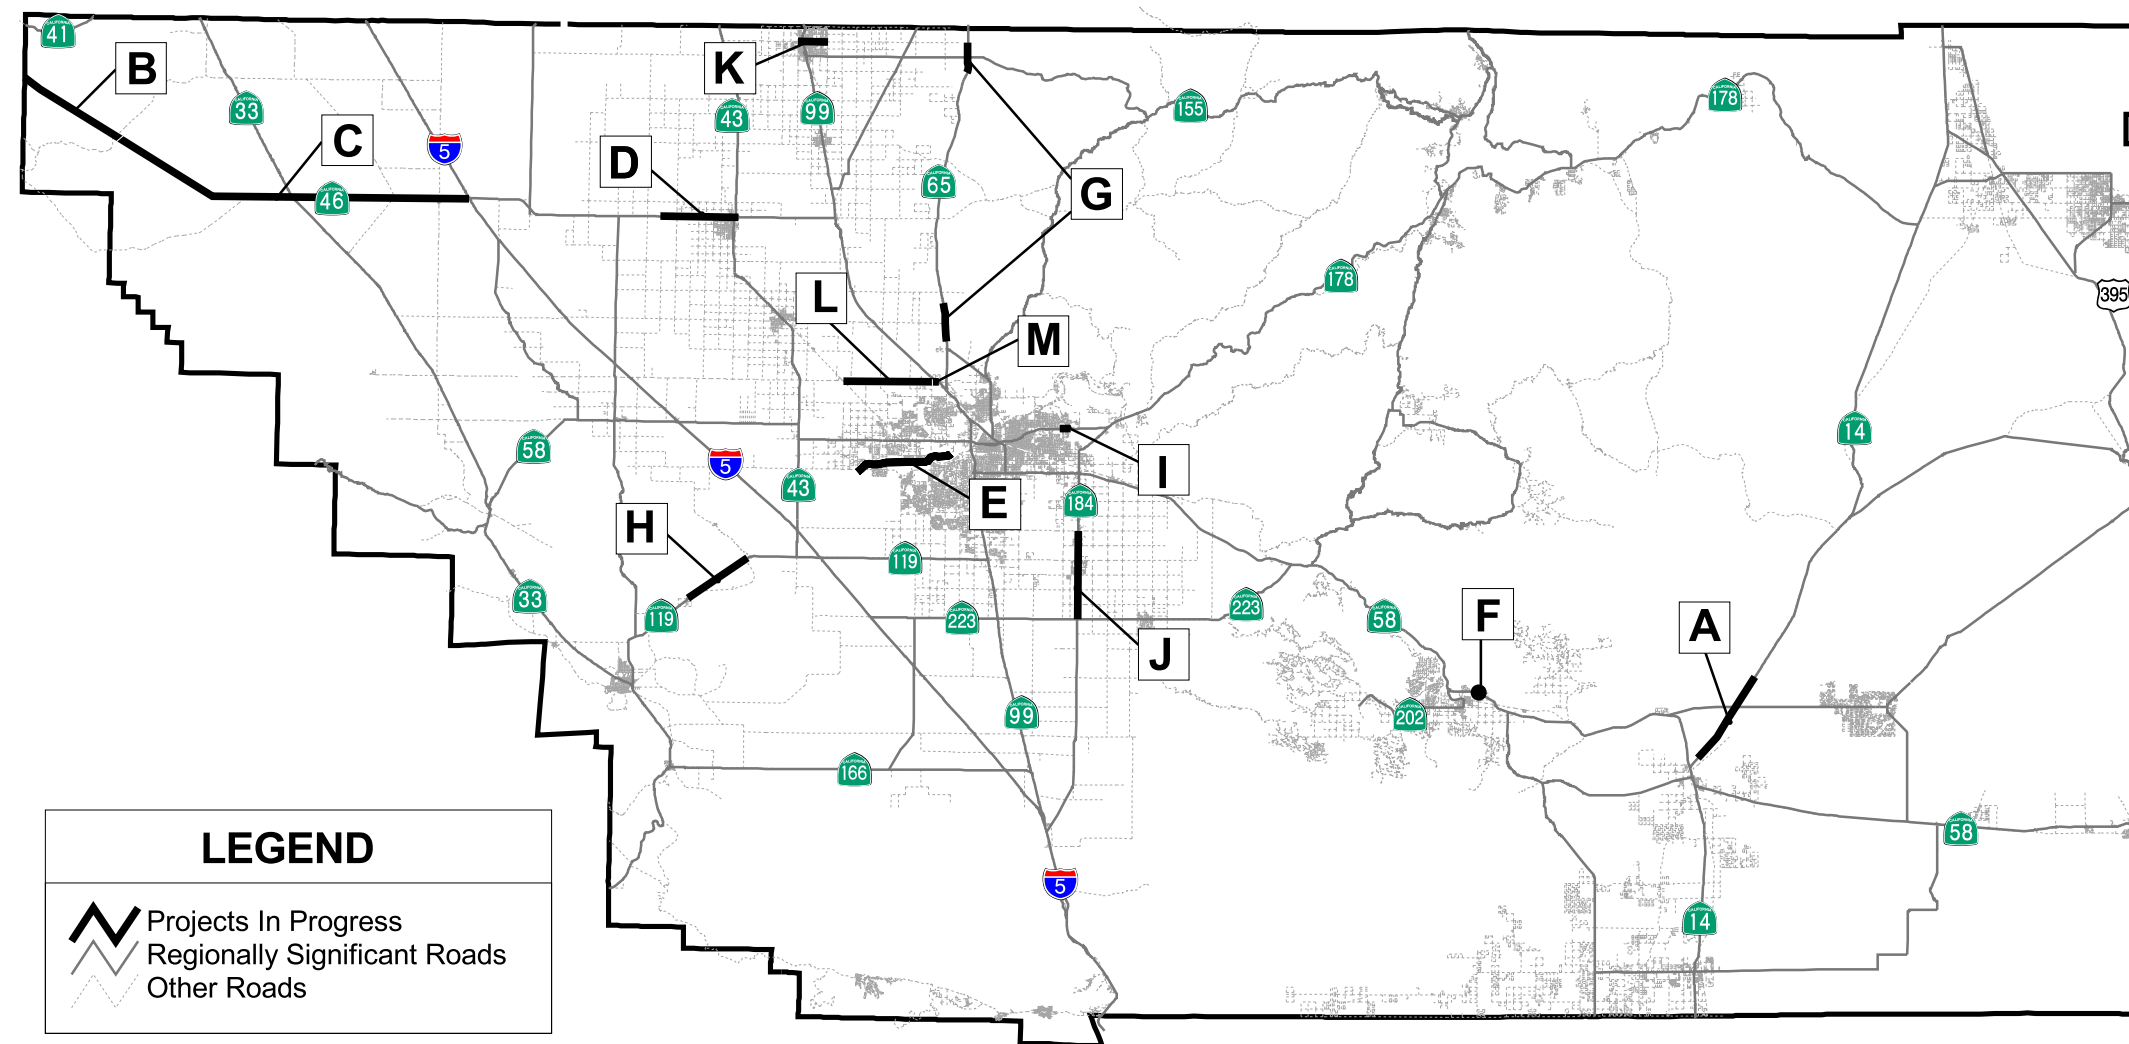 41
B
33
C
5
46
K
43
99
D
65
G
155
178
178
395
L
M
58
5
43
E
I
184
14
H
119
33
119
223
J
223
58
F
A
202
99
166
58
5
14
LEGEND
Projects In Progress
Regionally Significant Roads
Other Roads